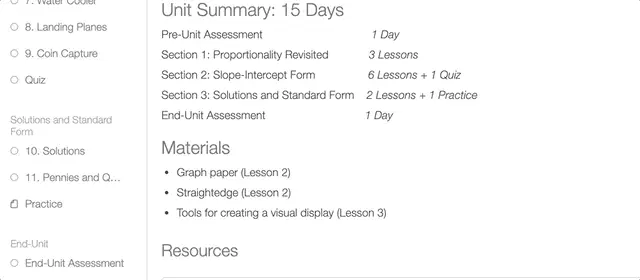 7. Water Cooler
8. Landing Planes
9. Coin Capture
Quiz
Solutions and Standard
Form
10. Solutions
11. Pennies and Q...
Practice
End-Unit
End-Unit Assessment
Unit Summary: 15 Days
Pre-Unit Assessment 1 Day
Section 1: Proportionality Revisited 3 Lessons
Section 2: Slope-Intercept Form 6 Lessons + 1 Quiz
Section 3: Solutions and Standard Form 2 Lessons + 1 Practice
End-Unit Assessment 1 Day
Materials
• Graph paper (Lesson 2)
• Straightedge (Lesson 2)
• Tools for creating a visual display (Lesson 3)
Resources